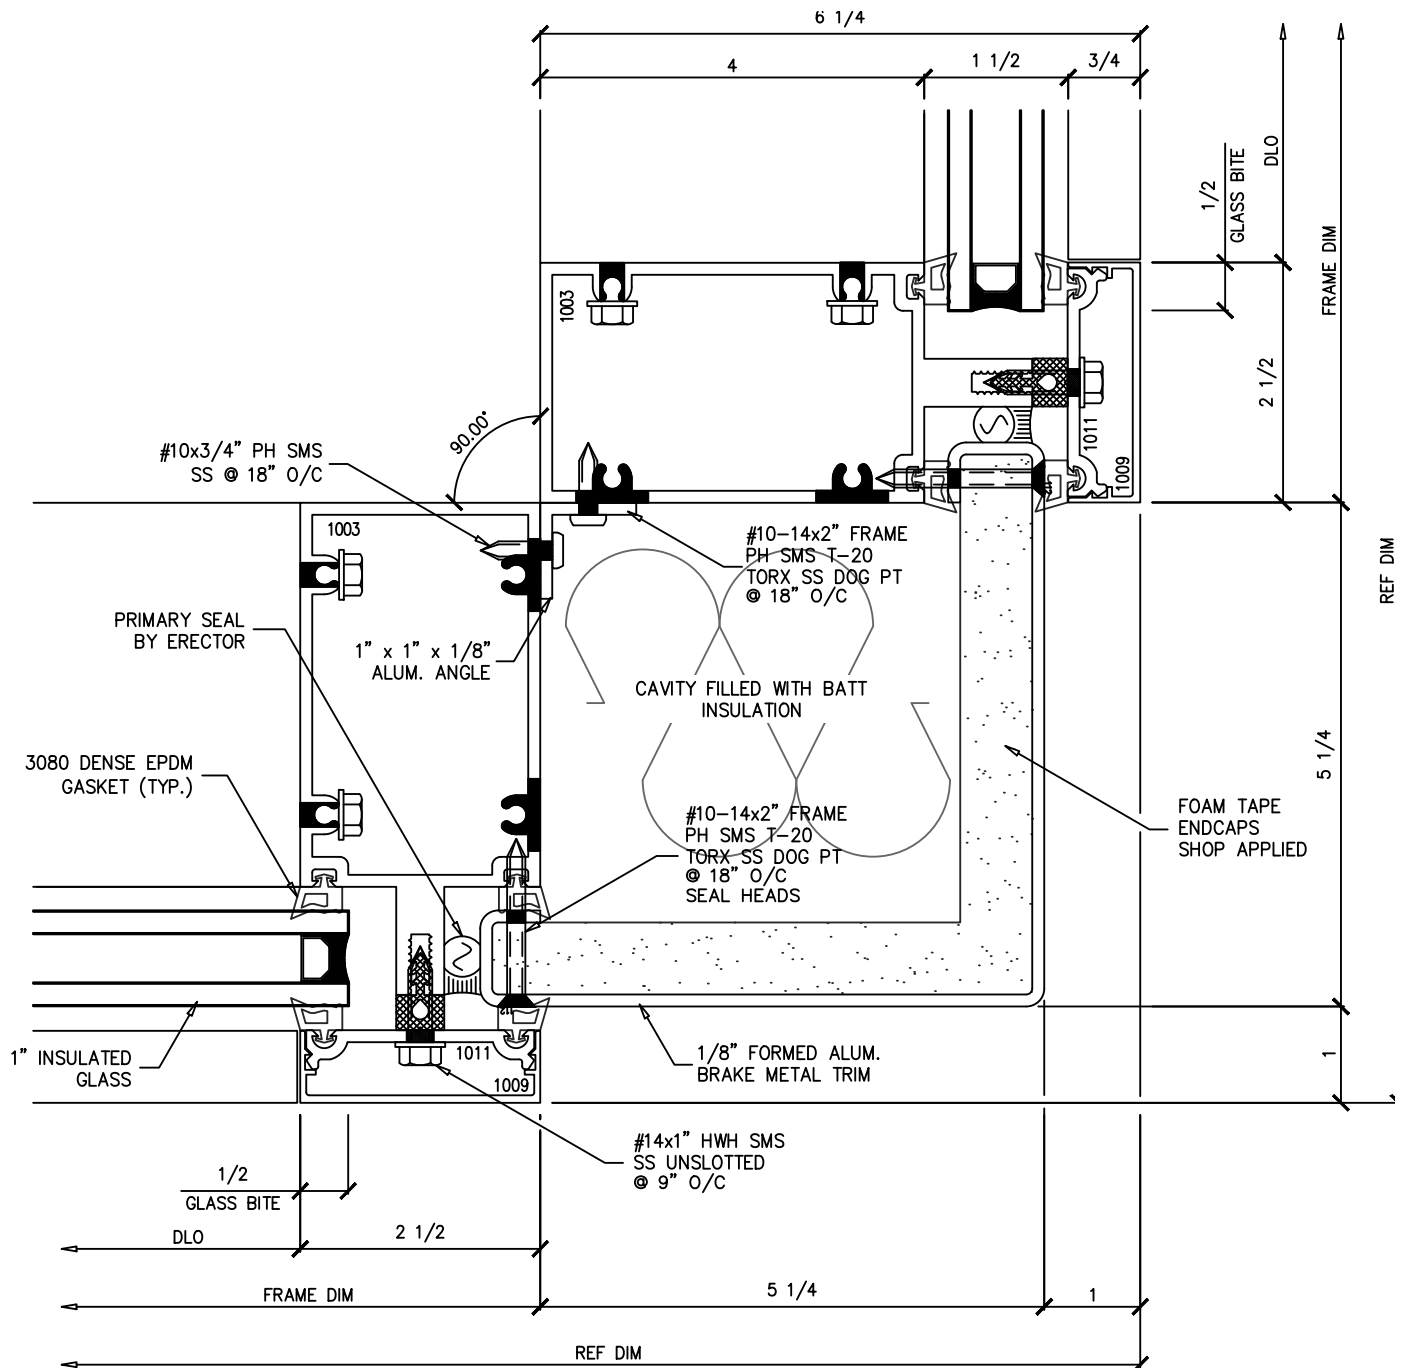 6 1/4
4
1 1/2
3/4
DLO
1/2
GLASS BITE
FRAME DIM
2 1/2
REF DIM
5 1/4
1
1003
1011
1009
90.00°
#10x3/4" PH SMS
SS @ 18" O/C
1003
#10-14x2" FRAME
PH SMS T-20
TORX SS DOG PT
@ 18" O/C
PRIMARY SEAL
BY ERECTOR
1" x 1" x 1/8"
ALUM. ANGLE
CAVITY FILLED WITH BATT
INSULATION
3080 DENSE EPDM
GASKET (TYP.)
#10-14x2" FRAME
PH SMS T-20
TORX SS DOG PT
@ 18" O/C
SEAL HEADS
FOAM TAPE
ENDCAPS
SHOP APPLIED
1" INSULATED
GLASS
1011
1009
1/8" FORMED ALUM.
BRAKE METAL TRIM
#14x1" HWH SMS
SS UNSLOTTED
@ 9" O/C
1/2
GLASS BITE
DLO
2 1/2
FRAME DIM
5 1/4
1
REF DIM